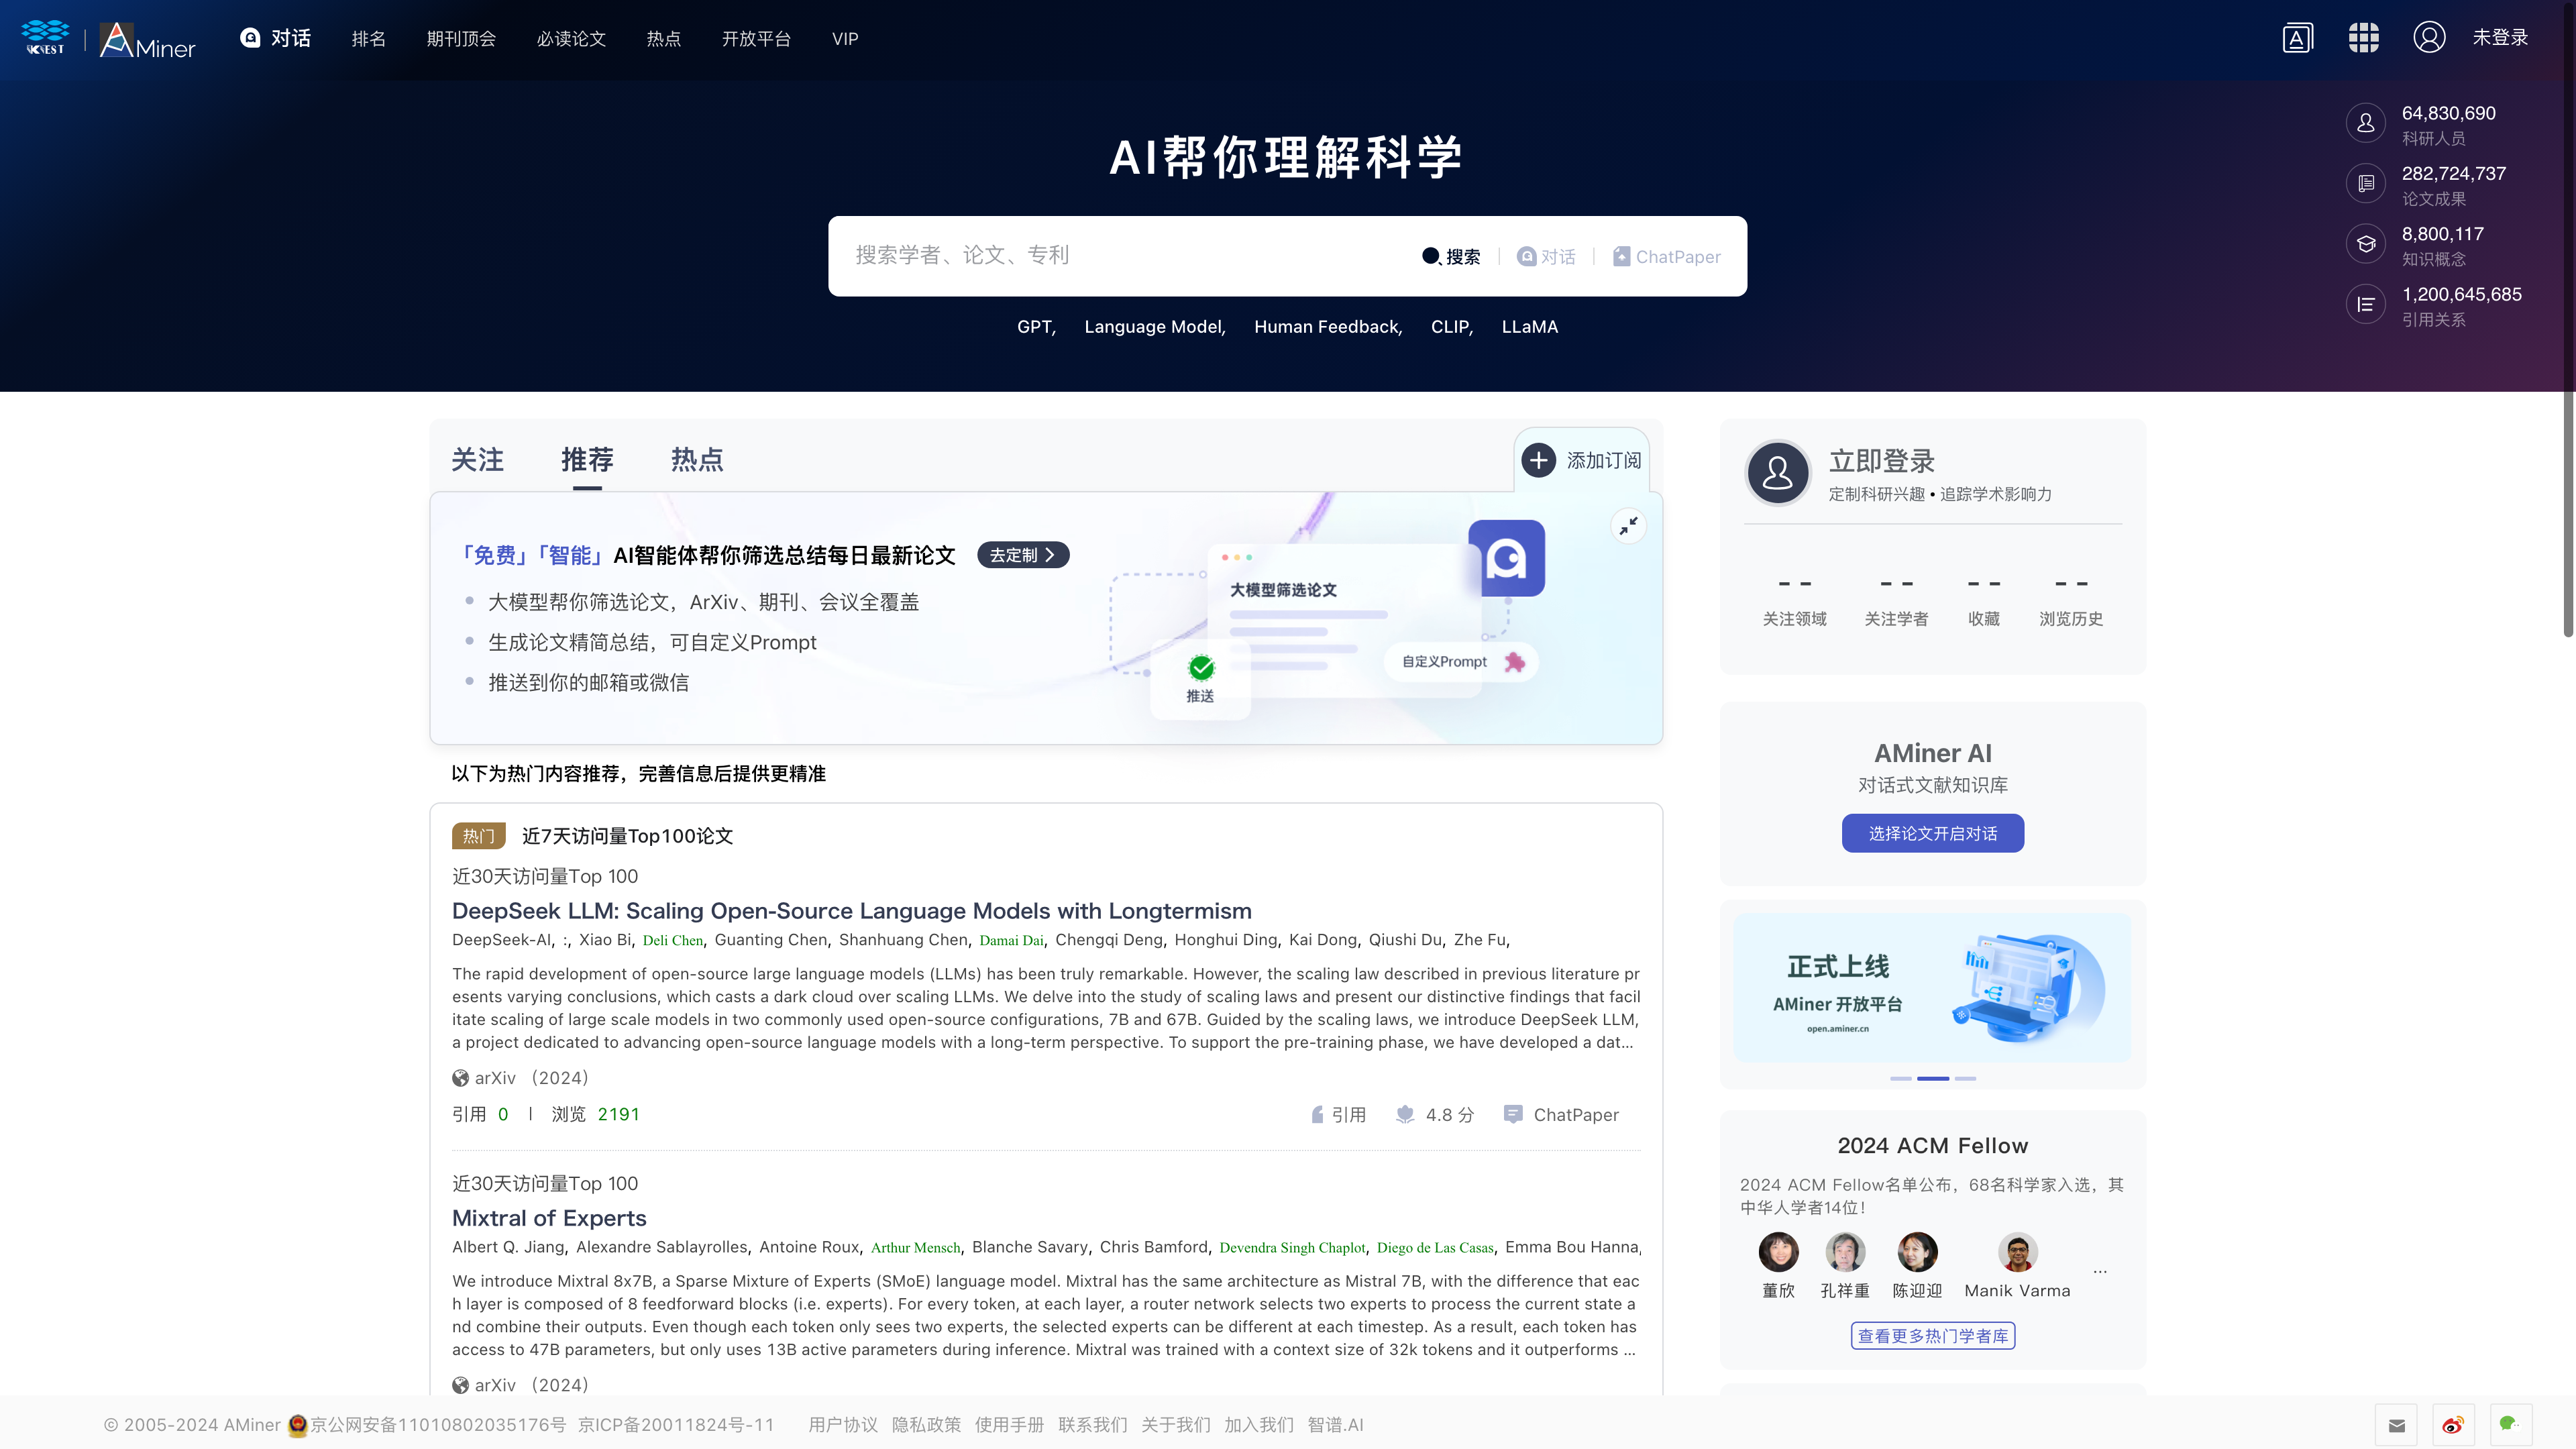 KNEST
AMiner
对话
排名
期刊顶会
必读论文
热点
开放平台
VIP
未登录
64,830,690
科研人员
282,724,737
论文成果
8,800,117
知识概念
1,200,645,685
引用关系
AI帮你理解科学
搜索学者、论文、专利
搜索
对话
ChatPaper
GPT, Language Model, Human Feedback, CLIP, LLaMA
关注
推荐
热点
添加订阅
「免费」「智能」AI智能体帮你筛选总结每日最新论文
去定制
大模型帮你筛选论文，ArXiv、期刊、会议全覆盖
生成论文精简总结，可自定义Prompt
推送到你的邮箱或微信
大模型筛选论文
自定义Prompt
推送
以下为热门内容推荐，完善信息后提供更精准
热门 近7天访问量Top100论文
近30天访问量Top 100
DeepSeek LLM: Scaling Open-Source Language Models with Longtermism
DeepSeek-AI, :, Xiao Bi, Deli Chen, Guanting Chen, Shanhuang Chen, Damai Dai, Chengqi Deng, Honghui Ding, Kai Dong, Qiushi Du, Zhe Fu,
The rapid development of open-source large language models (LLMs) has been truly remarkable. However, the scaling law described in previous literature pr
esents varying conclusions, which casts a dark cloud over scaling LLMs. We delve into the study of scaling laws and present our distinctive findings that facil
itate scaling of large scale models in two commonly used open-source configurations, 7B and 67B. Guided by the scaling laws, we introduce DeepSeek LLM,
a project dedicated to advancing open-source language models with a long-term perspective. To support the pre-training phase, we have developed a dat...
arXiv （2024）
引用 0 | 浏览 2191
引用
4.8 分
ChatPaper
近30天访问量Top 100
Mixtral of Experts
Albert Q. Jiang, Alexandre Sablayrolles, Antoine Roux, Arthur Mensch, Blanche Savary, Chris Bamford, Devendra Singh Chaplot, Diego de Las Casas, Emma Bou Hanna,
We introduce Mixtral 8x7B, a Sparse Mixture of Experts (SMoE) language model. Mixtral has the same architecture as Mistral 7B, with the difference that eac
h layer is composed of 8 feedforward blocks (i.e. experts). For every token, at each layer, a router network selects two experts to process the current state a
nd combine their outputs. Even though each token only sees two experts, the selected experts can be different at each timestep. As a result, each token has
access to 47B parameters, but only uses 13B active parameters during inference. Mixtral was trained with a context size of 32k tokens and it outperforms ...
arXiv （2024）
立即登录
定制科研兴趣 • 追踪学术影响力
-- -- -- --
关注领域 关注学者 收藏 浏览历史
AMiner AI
对话式文献知识库
选择论文开启对话
正式上线
AMiner 开放平台
open.aminer.cn
2024 ACM Fellow
2024 ACM Fellow名单公布，68名科学家入选，其
中华人学者14位！
董欣 孔祥重 陈迎迎 Manik Varma ...
查看更多热门学者库
© 2005-2024 AMiner 京公网安备11010802035176号 京ICP备20011824号-11 用户协议 隐私政策 使用手册 联系我们 关于我们 加入我们 智谱.AI